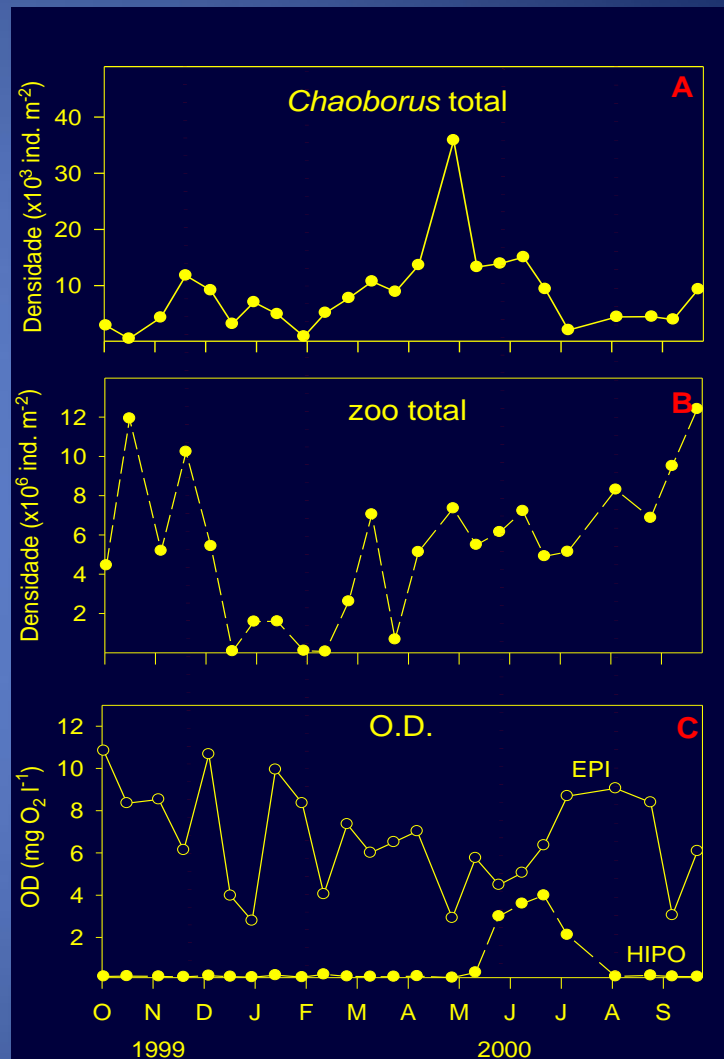 A
Chaoborus total
Densidade (x10³ ind. m⁻²)
40
30
20
10
B
zoo total
Densidade (x10⁶ ind. m⁻²)
12
10
8
6
4
2
C
O.D.
OD (mg O₂ l⁻¹)
12
10
8
6
4
2
EPI
HIPO
O N D J F M A M J J A S
1999 2000